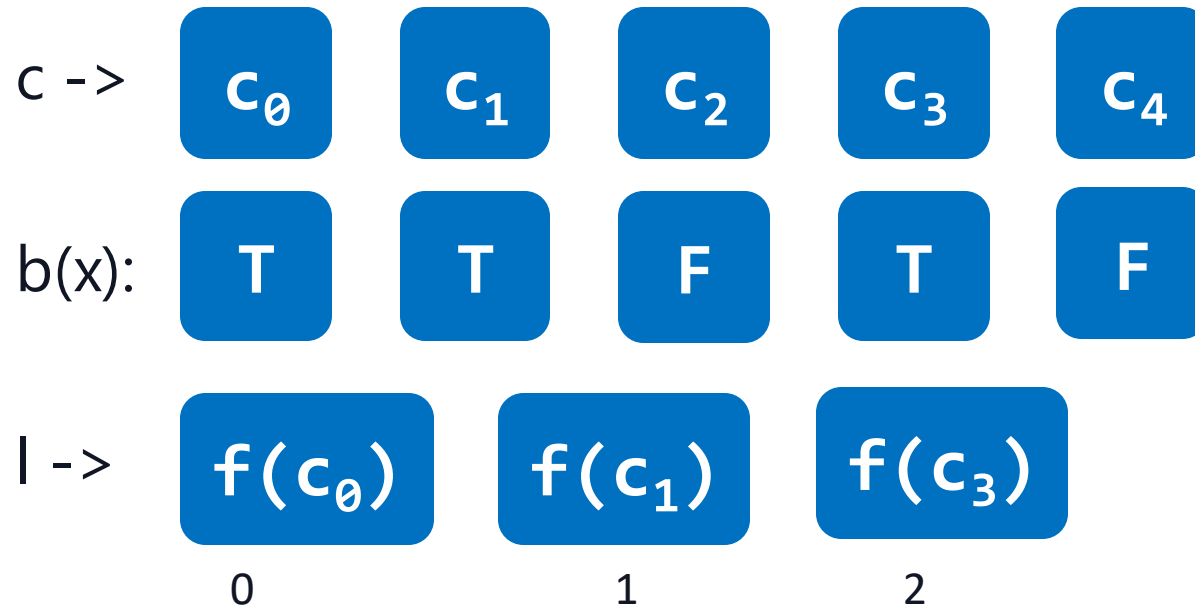 c -> c₀ c₁ c₂ c₃ c₄
b(x): T T F T F
l -> f(c₀) f(c₁) f(c₃)
0 1 2